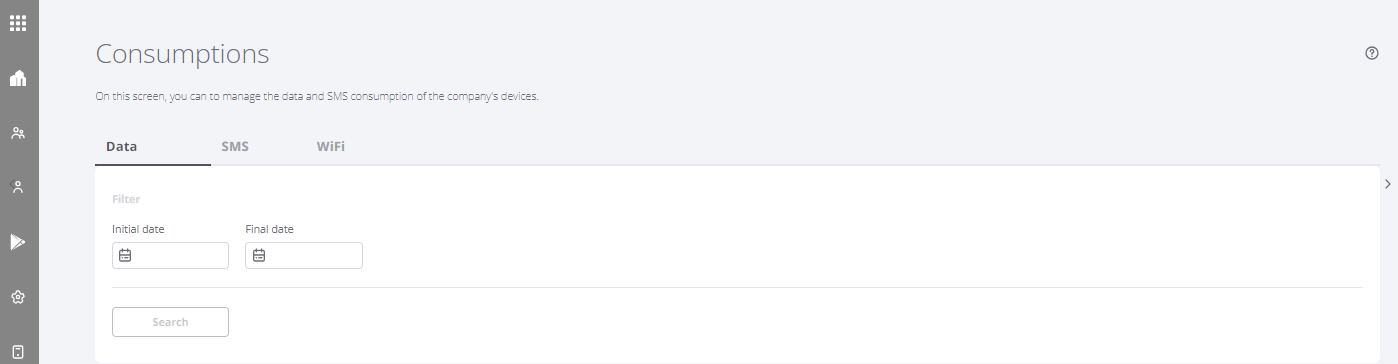 Consumptions
On this screen, you can to manage the data and SMS consumption of the company's devices.
Data SMS WiFi
Filter
Initial date Final date
Search